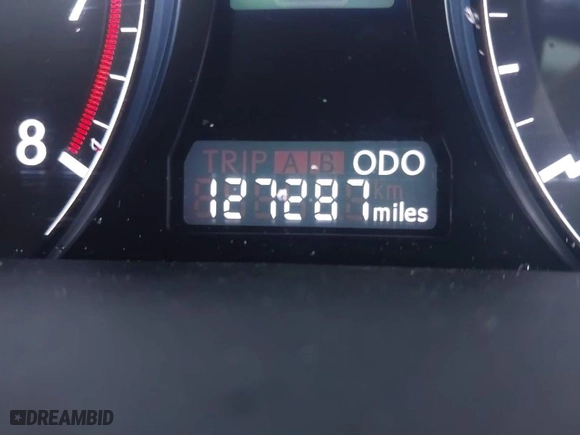 8
TRIP A B ODO
127287 km
miles
DREAMBID